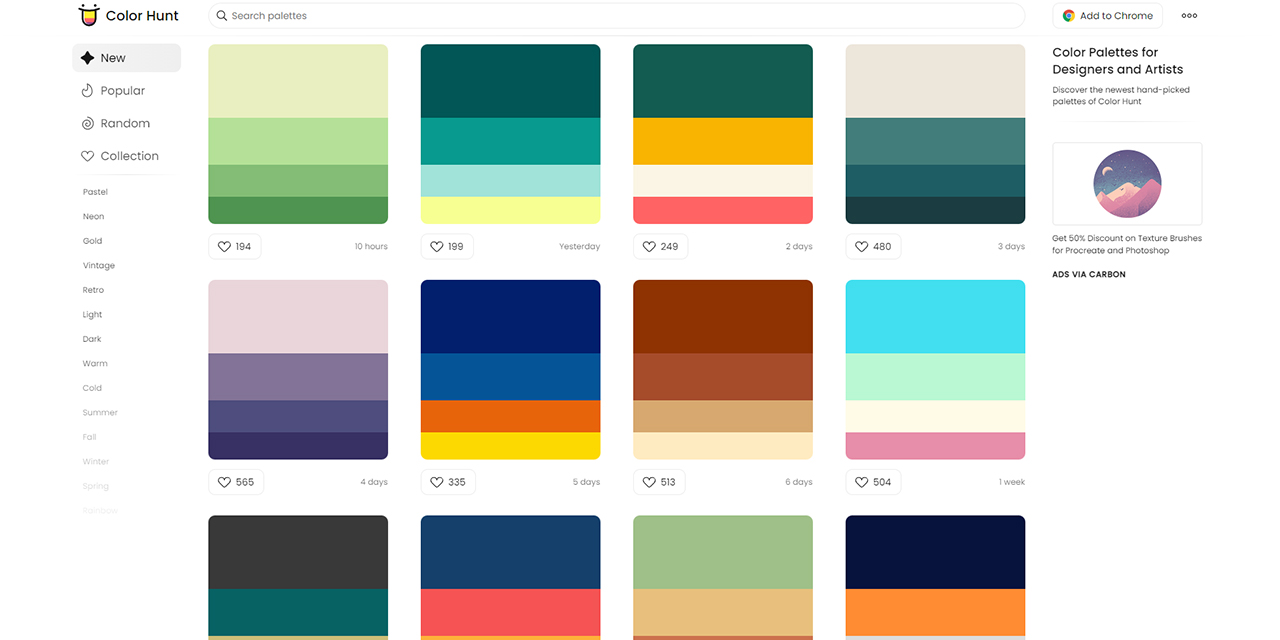 Color Hunt
Search palettes
Add to Chrome
New
Popular
Random
Collection
Pastel
Neon
Gold
Vintage
Retro
Light
Dark
Warm
Cold
Summer
Fall
Winter
Spring
Rainbow
194
10 hours
199
Yesterday
249
2 days
480
3 days
565
4 days
335
5 days
513
6 days
504
1 week
Color Palettes for
Designers and Artists
Discover the newest hand-picked
palettes of Color Hunt
Get 50% Discount on Texture Brushes
for Procreate and Photoshop
ADS VIA CARBON